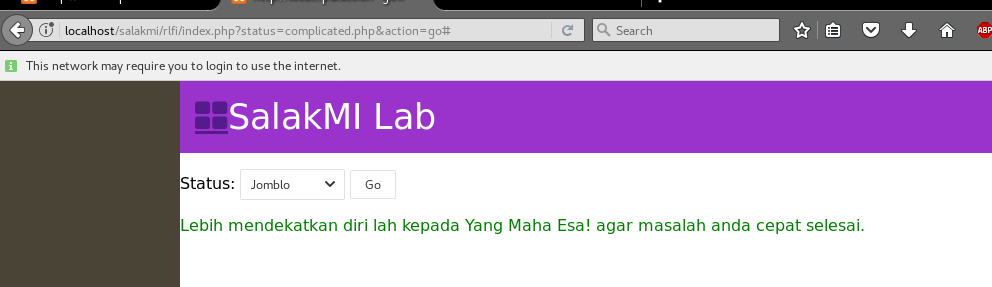 localhost/salakmi/rlfi/index.php?status=complicated.php&action=go#
Search
ABP
This network may require you to login to use the internet.
SalakMI Lab
Status: Jomblo Go
Lebih mendekatkan diri lah kepada Yang Maha Esa! agar masalah anda cepat selesai.